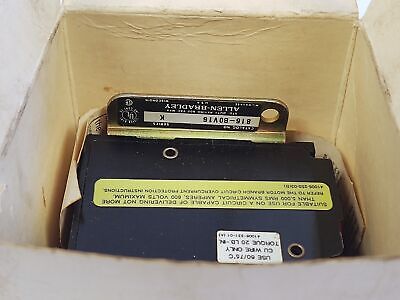 USE 60/75°C
CU WIRE ONLY
TORQUE 20 LB.-IN.
SUITABLE FOR USE ON A CIRCUIT CAPABLE OF DELIVERING NOT MORE
THAN 5,000 RMS SYMMETRICAL AMPERES, 600 VOLTS MAXIMUM.
REFER TO THE MOTOR BRANCH CIRCUIT OVERCURRENT PROTECTION INSTRUCTIONS.
CATALOG NO. SERIES
816-BOV16 K
ALLEN-BRADLEY